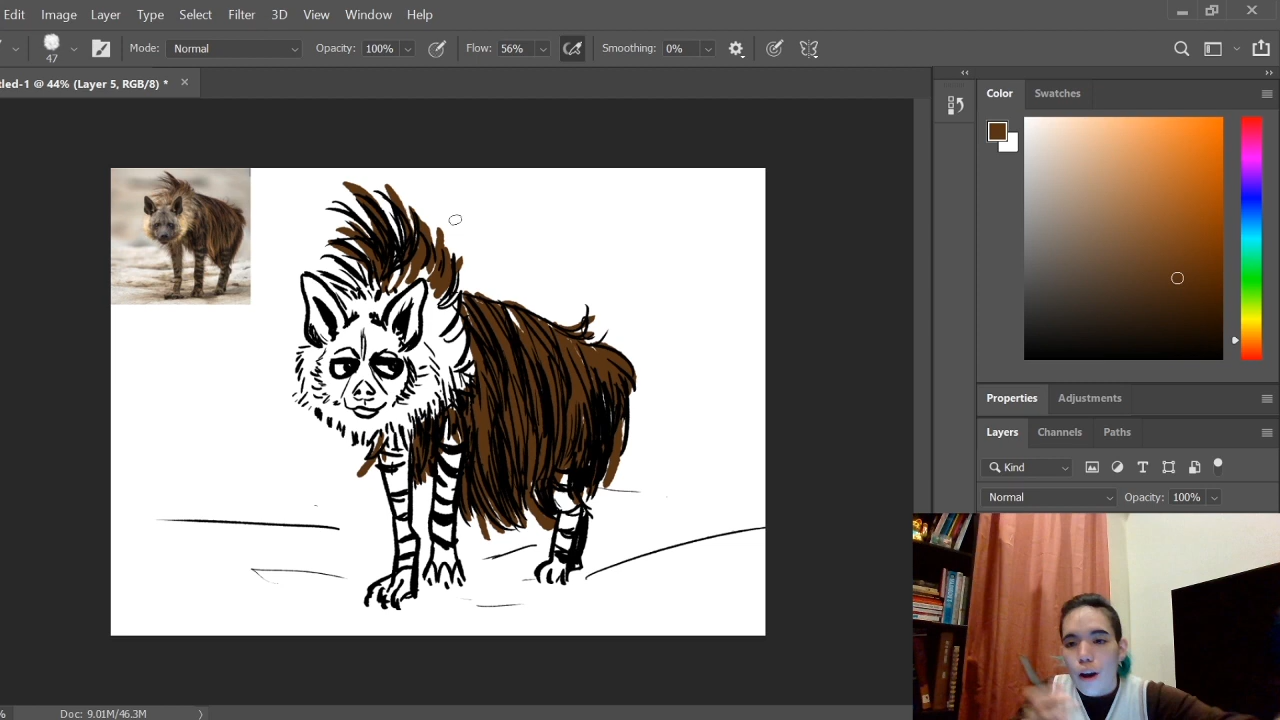 Edit Image Layer Type Select Filter 3D View Window Help
47 Mode: Normal Opacity: 100% Flow: 56% Smoothing: 0%
led-1 @ 44% (Layer 5, RGB/8) *
Color Swatches
Properties Adjustments
Layers Channels Paths
Kind
Normal Opacity: 100%
% Doc: 9.01M/46.3M